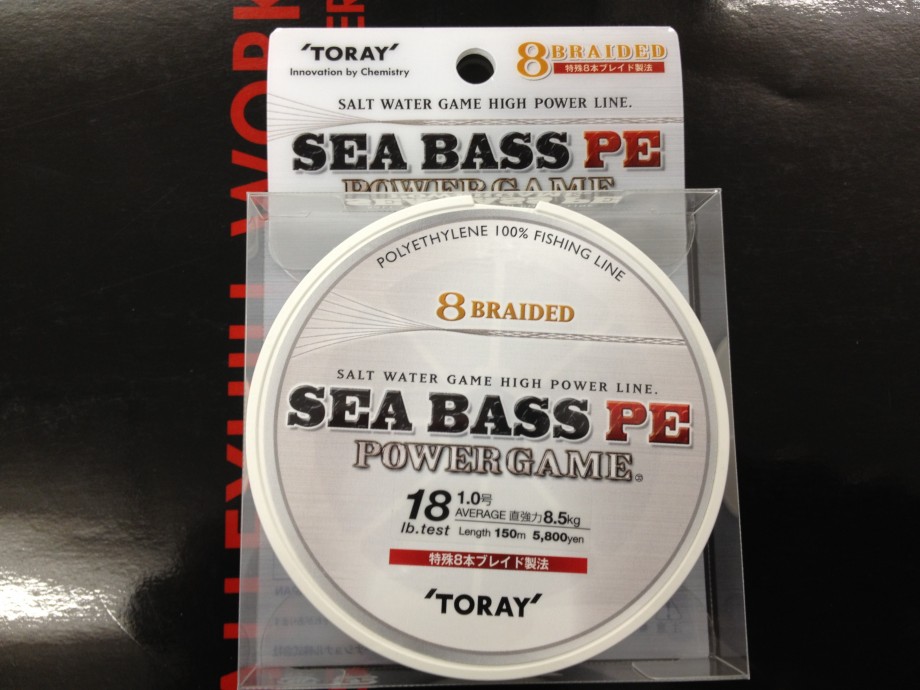 'TORAY'
Innovation by Chemistry
8 BRAIDED
特殊8本ブレイド製法
SALT WATER GAME HIGH POWER LINE.
SEA BASS PE
POWER GAME
POLYETHYLENE 100% FISHING LINE
8 BRAIDED
SALT WATER GAME HIGH POWER LINE.
SEA BASS PE
POWER GAME®
18 lb.test
1.0号
AVERAGE 直強力8.5kg
Length 150m 5,800yen
特殊8本ブレイド製法
'TORAY'
WORK